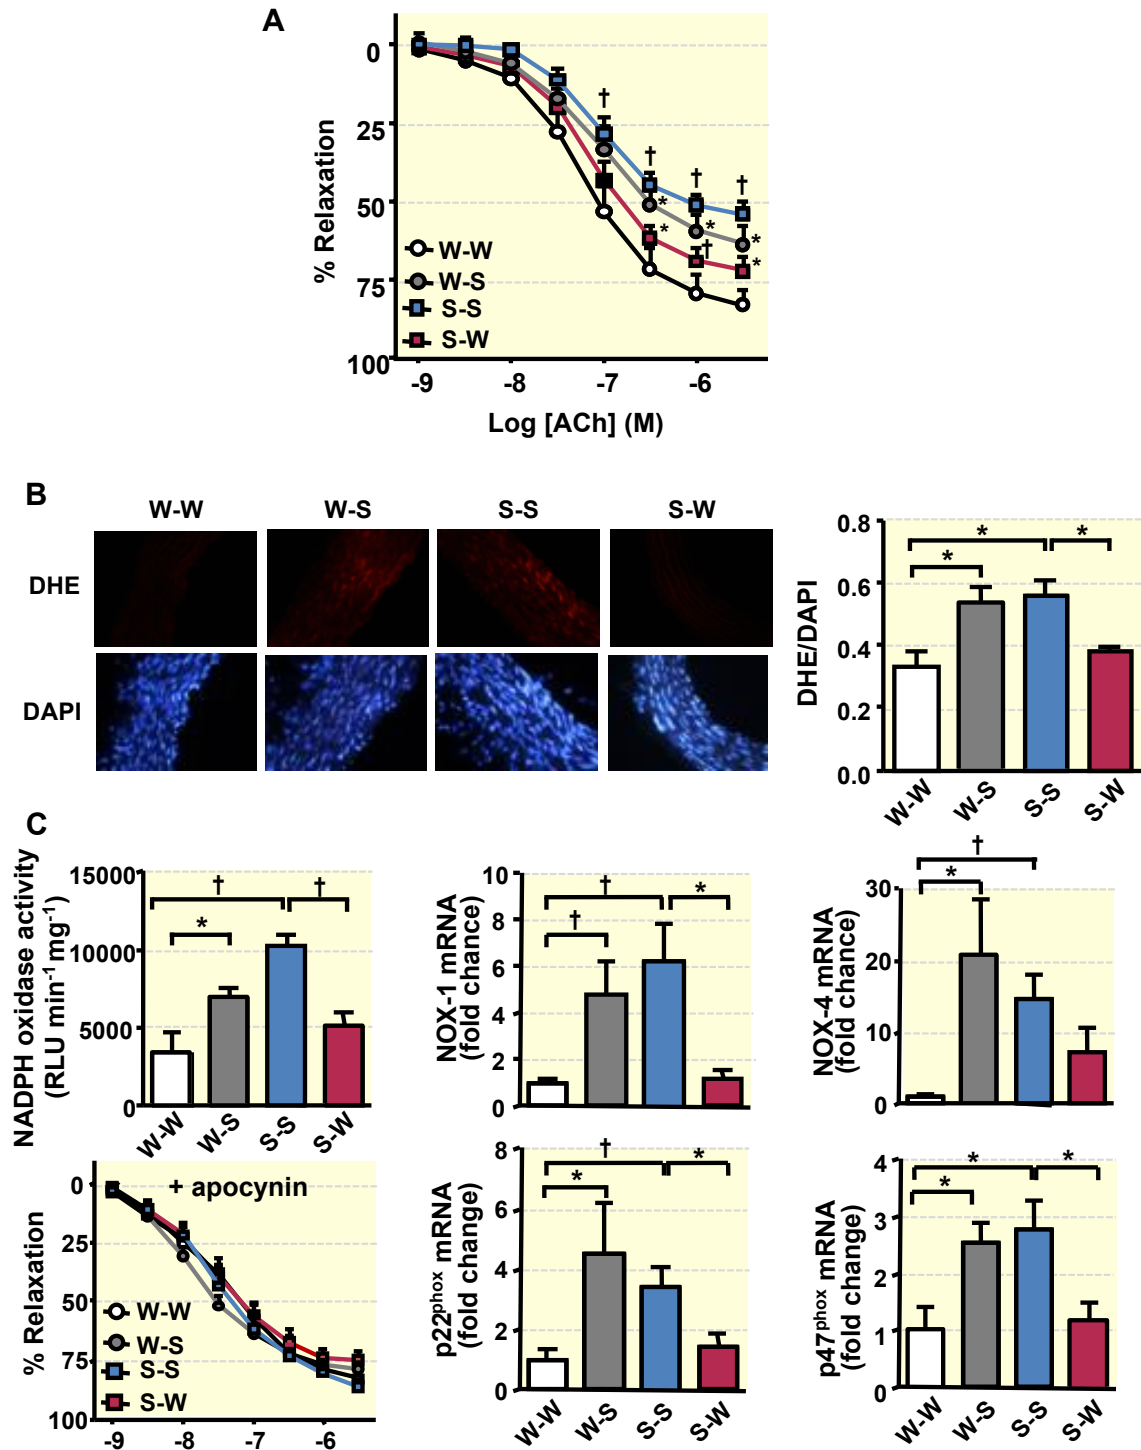 A
0
25
50
75
100
% Relaxation
† † † †
* * *
* † *
W-W
W-S
S-S
S-W
-9 -8 -7 -6
Log [ACh] (M)
B
W-W W-S S-S S-W
DHE
DAPI
0.8
0.6
0.4
0.2
0.0
DHE/DAPI
* * *
W-W W-S S-S S-W
C
15000
10000
5000
0
NADPH oxidase activity
(RLU min⁻¹mg⁻¹)
† †
*
W-W W-S S-S S-W
10
8
6
4
2
0
NOX-1 mRNA
(fold chance)
† *
†
30
20
10
0
NOX-4 mRNA
(fold chance)
†
*
0
25
50
75
100
% Relaxation
+ apocynin
W-W
W-S
S-S
S-W
-9 -8 -7 -6
8
6
4
2
0
p22ᵖʰᵒˣ mRNA
(fold change)
† *
*
W-W W-S S-S S-W
4
3
2
1
0
p47ᵖʰᵒˣ mRNA
(fold change)
* *
*
W-W W-S S-S S-W